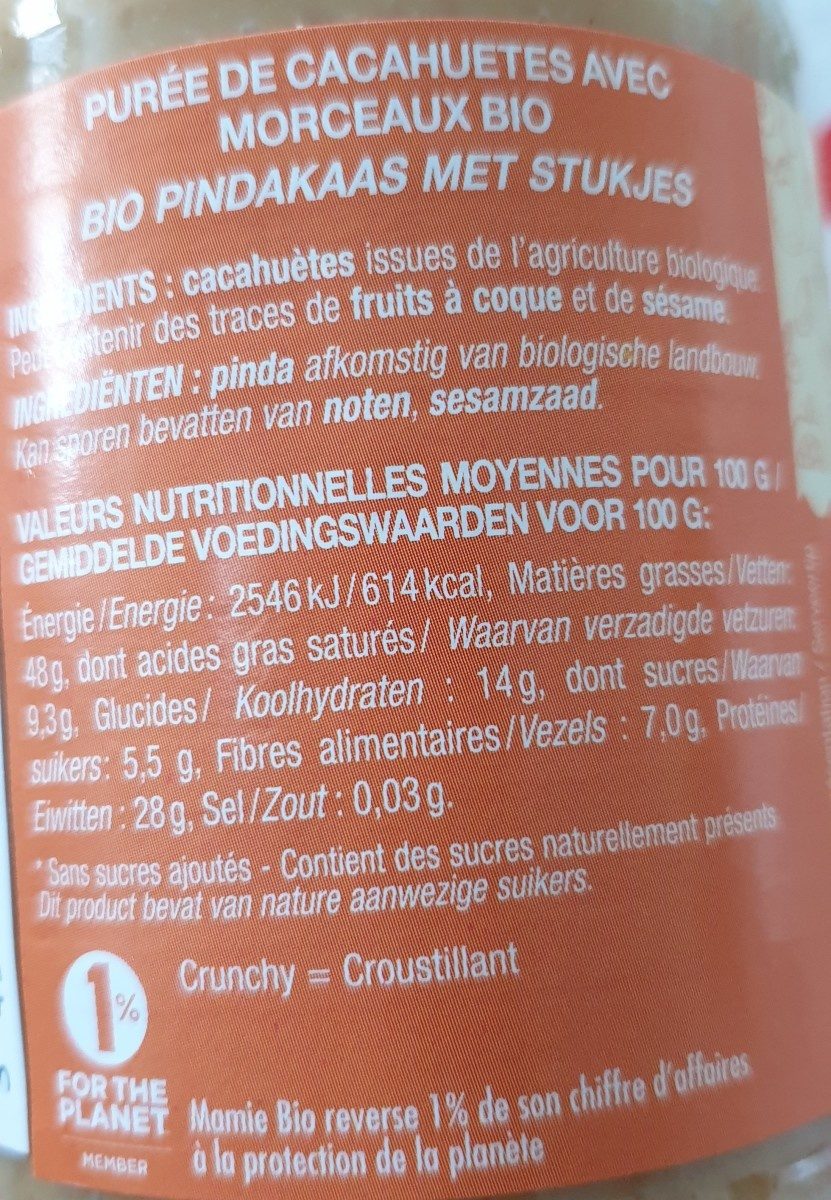 PURÉE DE CACAHUETES AVEC
MORCEAUX BIO
BIO PINDAKAAS MET STUKJES
: cacahuètes issues de l'agriculture biologique.
des traces de fruits à coque et de sésame.
: pinda afkomstig van biologische landbouw.
Kan sporen bevatten van noten, sesamzaad.
VALEURS NUTRITIONNELLES MOYENNES POUR 100 G /
GEMIDDELDE VOEDINGSWAARDEN VOOR 100 G:
Énergie/Energie: 2546 kJ/614 kcal, Matières grasses/Vetten:
48 g, dont acides gras saturés/ Waarvan verzadigde vetzuren:
9,3g, Glucides/ Koolhydraten : 14 g, dont sucres/Waarvan
suikers: 5,5 g, Fibres alimentaires/Vezels : 7,0 g, Protéines/
Eiwitten : 28 g, Sel/Zout : 0,03 g.
*Sans sucres ajoutés - Contient des sucres naturellement présents
Dit product bevat van nature aanwezige suikers.
1%
FOR THE
PLANET
MEMBER
Crunchy = Croustillant
Mamie Bio reverse 1% de son chiffre d'affaires
à la protection de la planète